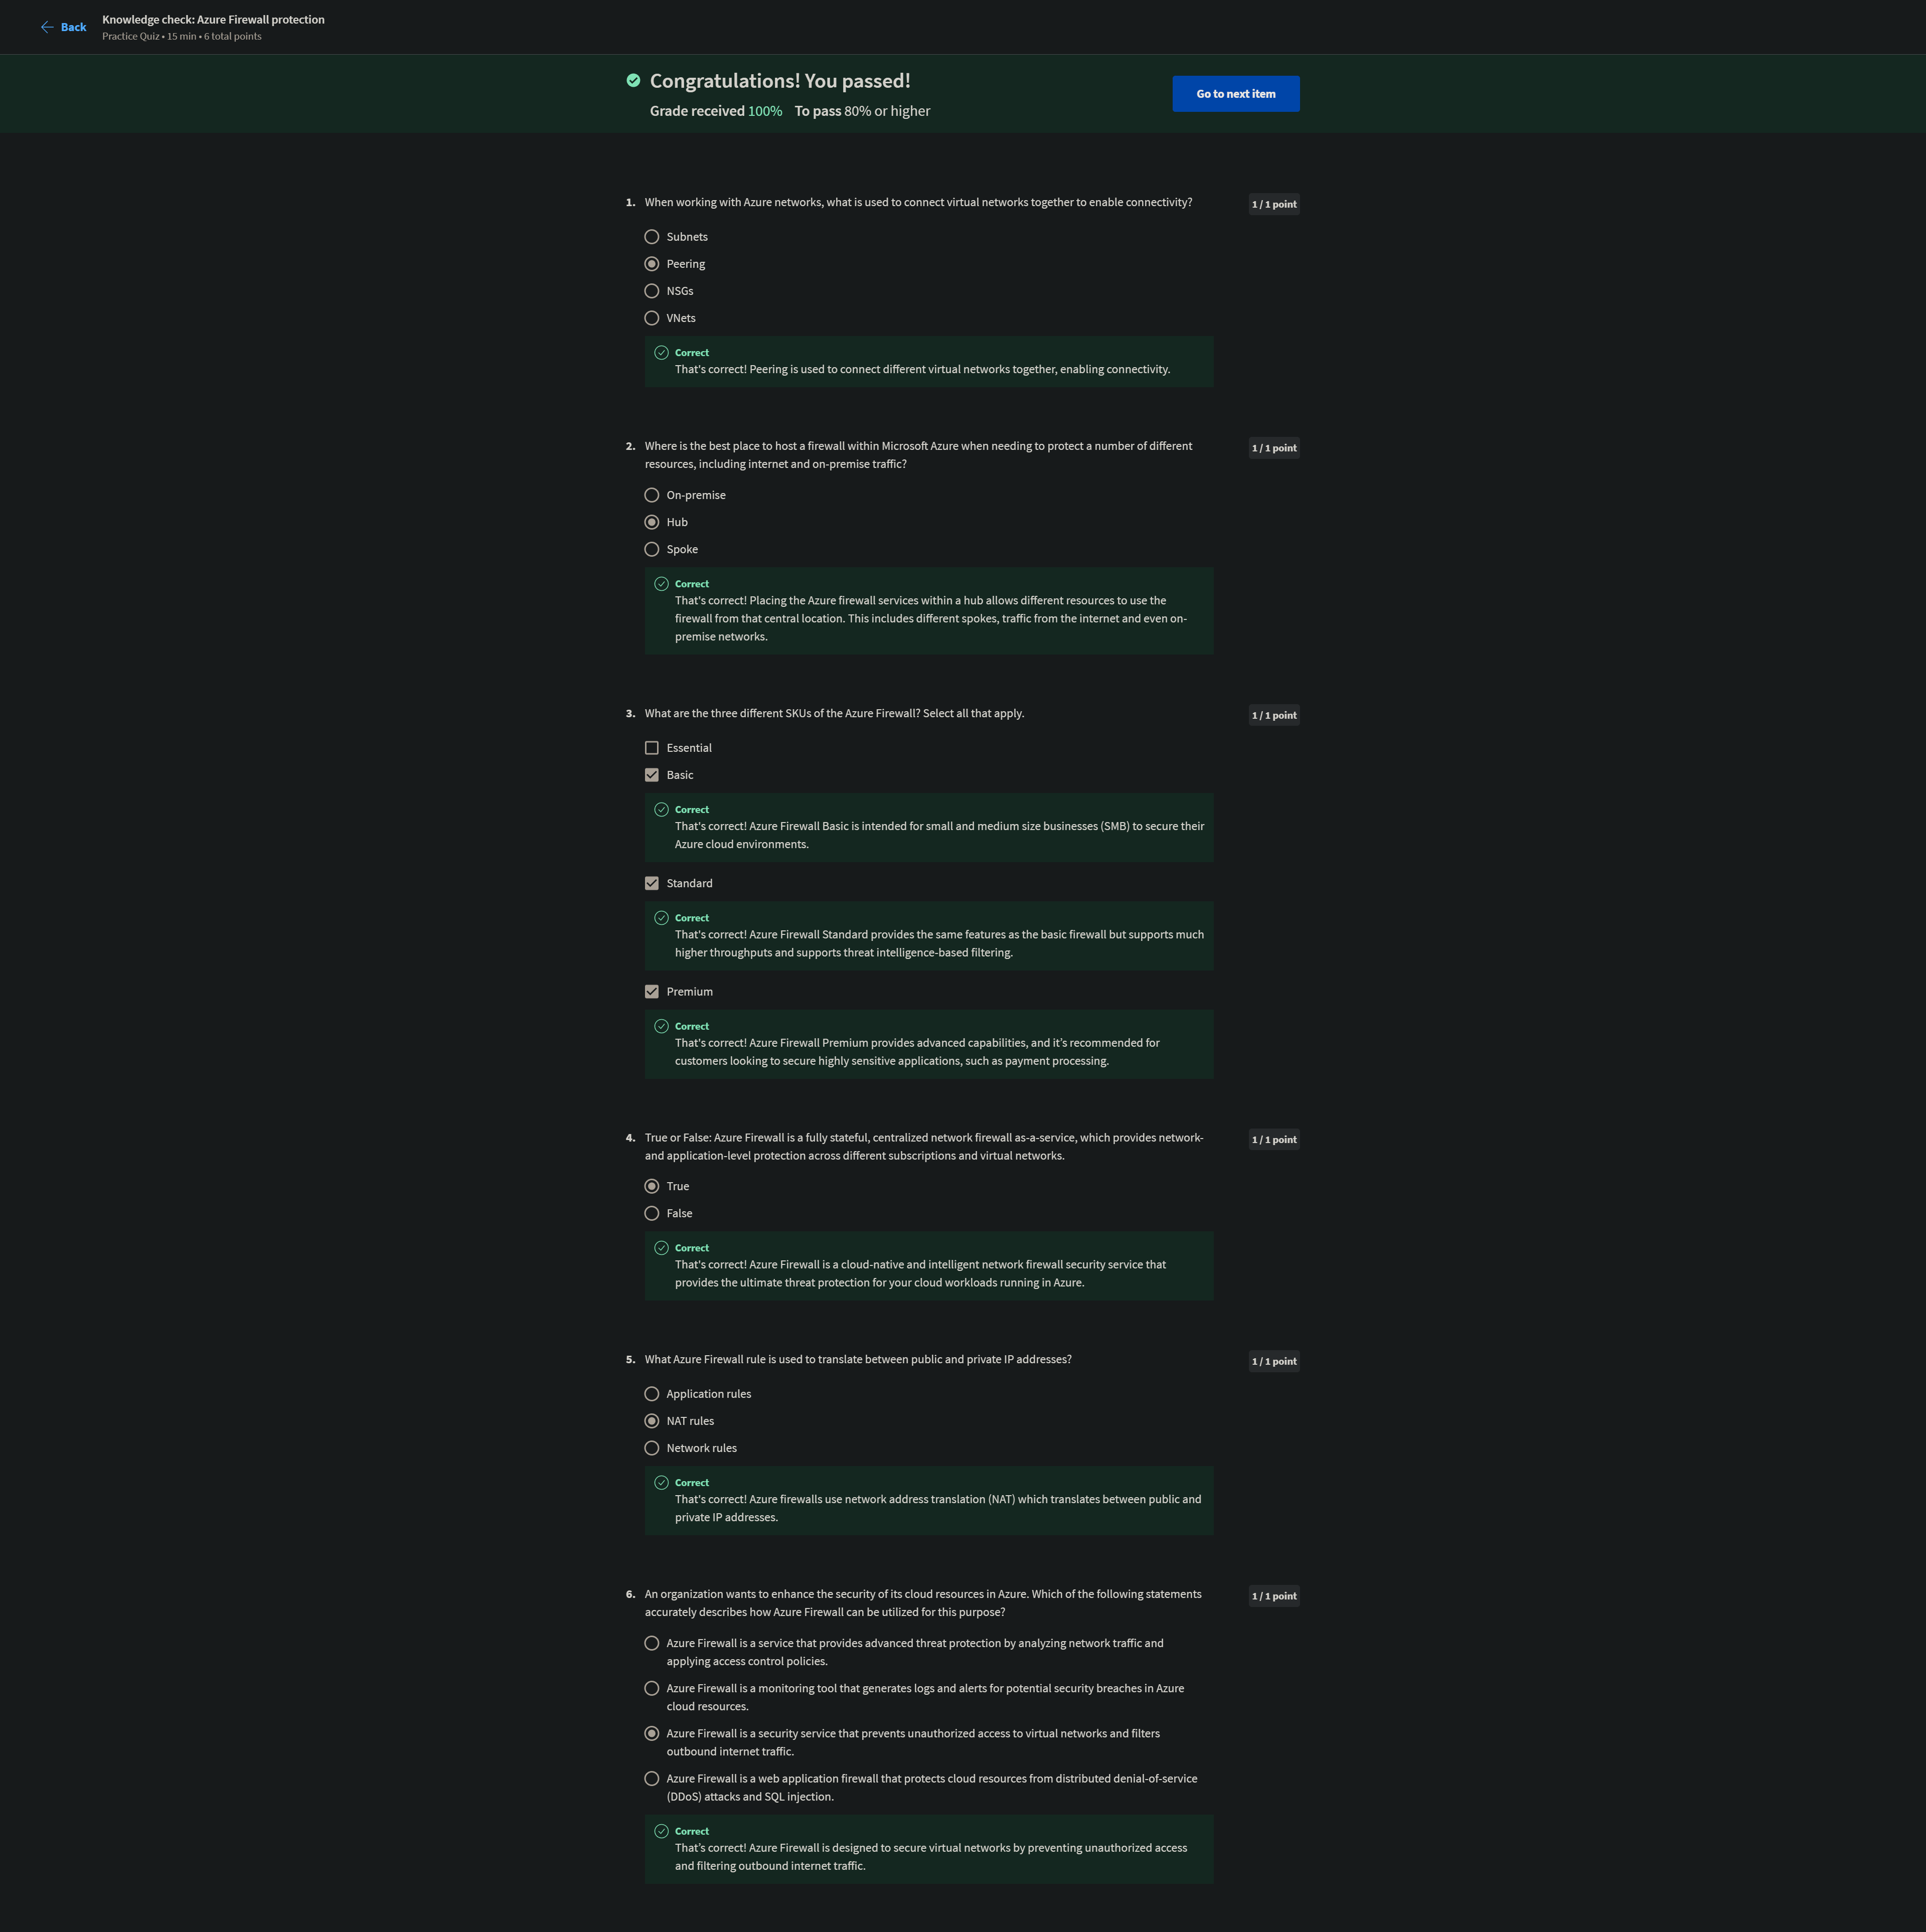 Back
Knowledge check: Azure Firewall protection
Practice Quiz • 15 min • 6 total points
Congratulations! You passed!
Grade received 100% To pass 80% or higher
Go to next item
1. When working with Azure networks, what is used to connect virtual networks together to enable connectivity?
1 / 1 point
Subnets
Peering
NSGs
VNets
Correct
That's correct! Peering is used to connect different virtual networks together, enabling connectivity.
2. Where is the best place to host a firewall within Microsoft Azure when needing to protect a number of different
resources, including internet and on-premise traffic?
1 / 1 point
On-premise
Hub
Spoke
Correct
That's correct! Placing the Azure firewall services within a hub allows different resources to use the
firewall from that central location. This includes different spokes, traffic from the internet and even on-
premise networks.
3. What are the three different SKUs of the Azure Firewall? Select all that apply.
1 / 1 point
Essential
Basic
Correct
That's correct! Azure Firewall Basic is intended for small and medium size businesses (SMB) to secure their
Azure cloud environments.
Standard
Correct
That's correct! Azure Firewall Standard provides the same features as the basic firewall but supports much
higher throughputs and supports threat intelligence-based filtering.
Premium
Correct
That's correct! Azure Firewall Premium provides advanced capabilities, and it’s recommended for
customers looking to secure highly sensitive applications, such as payment processing.
4. True or False: Azure Firewall is a fully stateful, centralized network firewall as-a-service, which provides network-
and application-level protection across different subscriptions and virtual networks.
1 / 1 point
True
False
Correct
That's correct! Azure Firewall is a cloud-native and intelligent network firewall security service that
provides the ultimate threat protection for your cloud workloads running in Azure.
5. What Azure Firewall rule is used to translate between public and private IP addresses?
1 / 1 point
Application rules
NAT rules
Network rules
Correct
That's correct! Azure firewalls use network address translation (NAT) which translates between public and
private IP addresses.
6. An organization wants to enhance the security of its cloud resources in Azure. Which of the following statements
accurately describes how Azure Firewall can be utilized for this purpose?
1 / 1 point
Azure Firewall is a service that provides advanced threat protection by analyzing network traffic and
applying access control policies.
Azure Firewall is a monitoring tool that generates logs and alerts for potential security breaches in Azure
cloud resources.
Azure Firewall is a security service that prevents unauthorized access to virtual networks and filters
outbound internet traffic.
Azure Firewall is a web application firewall that protects cloud resources from distributed denial-of-service
(DDoS) attacks and SQL injection.
Correct
That’s correct! Azure Firewall is designed to secure virtual networks by preventing unauthorized access
and filtering outbound internet traffic.